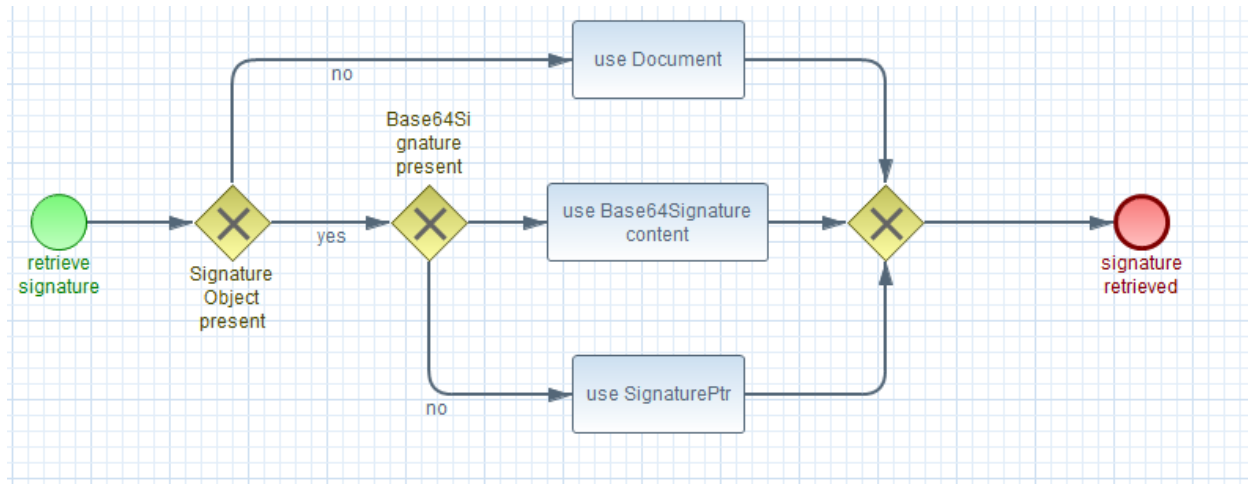 use Document
no
Base64Si
gnature
present
use Base64Signature
content
yes
retrieve
signature
Signature
Object
present
signature
retrieved
use SignaturePtr
no